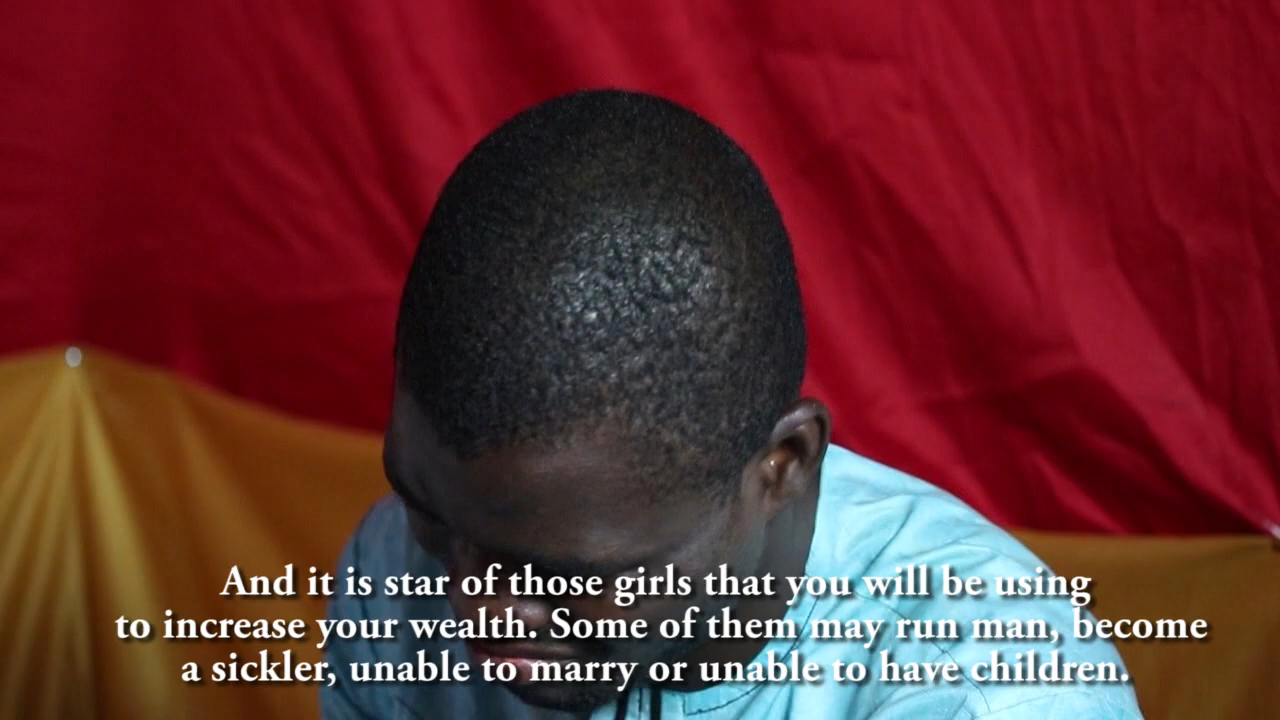 And it is star of those girls that you will be using
to increase your wealth. Some of them may run man, become
a sickler, unable to marry or unable to have children.